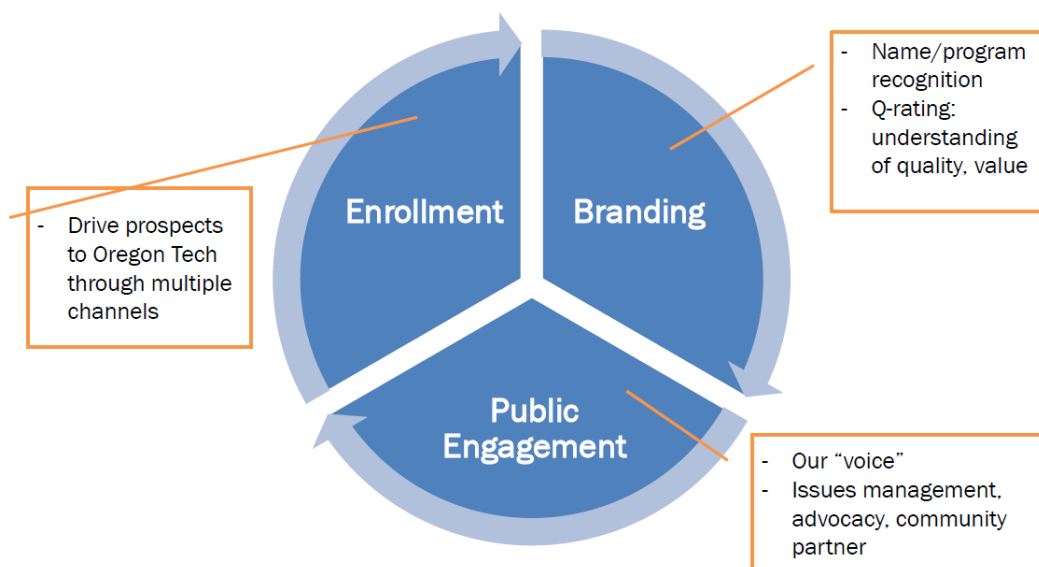 Enrollment
Branding
Public
Engagement
- Name/program
recognition
- Q-rating:
understanding
of quality, value
- Drive prospects
to Oregon Tech
through multiple
channels
- Our “voice”
- Issues management,
advocacy, community
partner